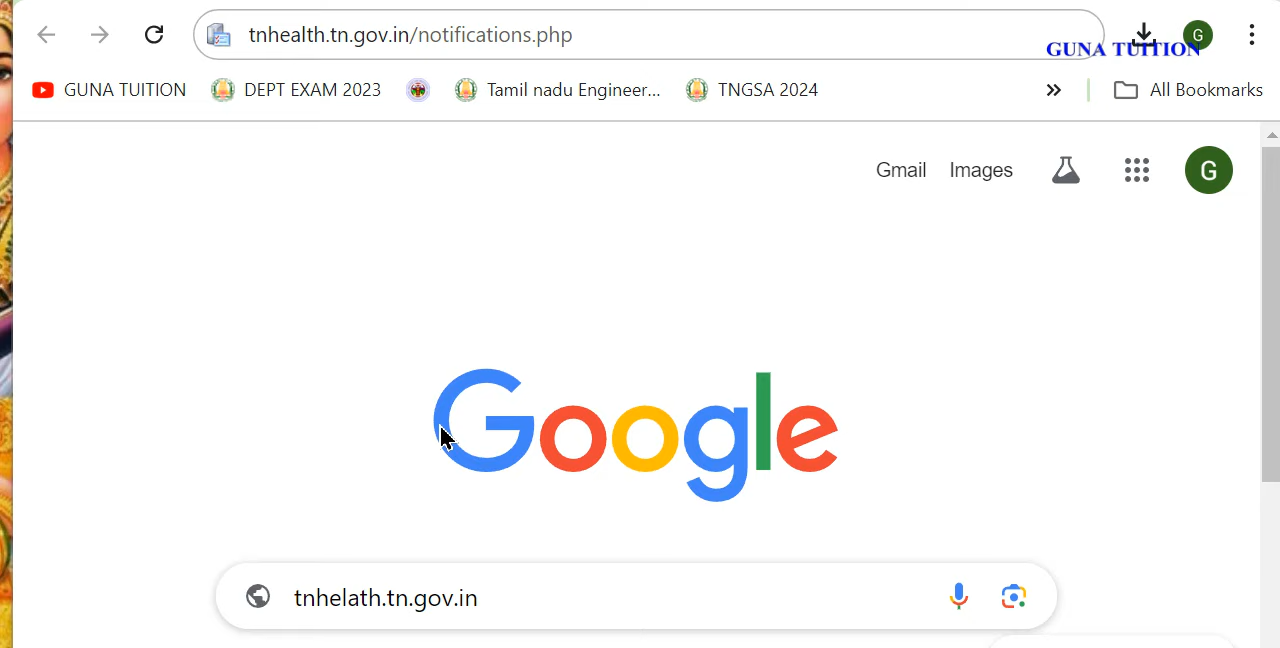 tnhealth.tn.gov.in/notifications.php
G
GUNA TUITION
GUNA TUITION DEPT EXAM 2023 Tamil nadu Engineer... TNGSA 2024 » All Bookmarks
Gmail Images G
Google
tnhelath.tn.gov.in